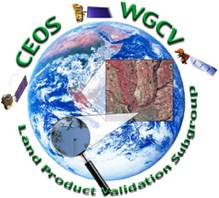 CEOS WGCV
Land Product Validation Subgroup